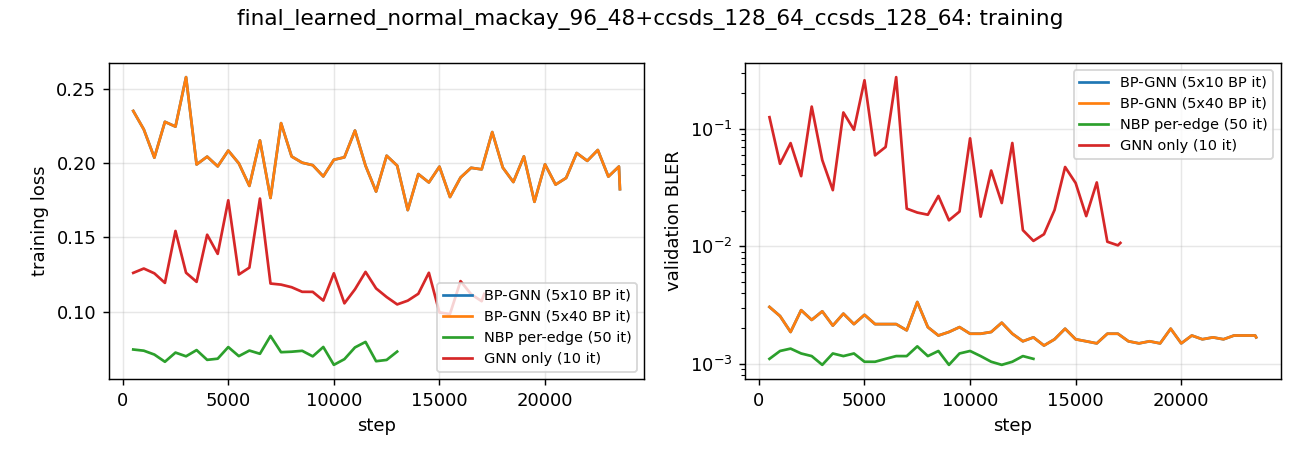 final_learned_normal_mackay_96_48+ccsds_128_64_ccsds_128_64: training
training loss
0.25
0.20
0.15
0.10
0
5000
10000
15000
20000
step
BP-GNN (5x10 BP it)
BP-GNN (5x40 BP it)
NBP per-edge (50 it)
GNN only (10 it)
validation BLER
10⁻¹
10⁻²
10⁻³
0
5000
10000
15000
20000
step
BP-GNN (5x10 BP it)
BP-GNN (5x40 BP it)
NBP per-edge (50 it)
GNN only (10 it)